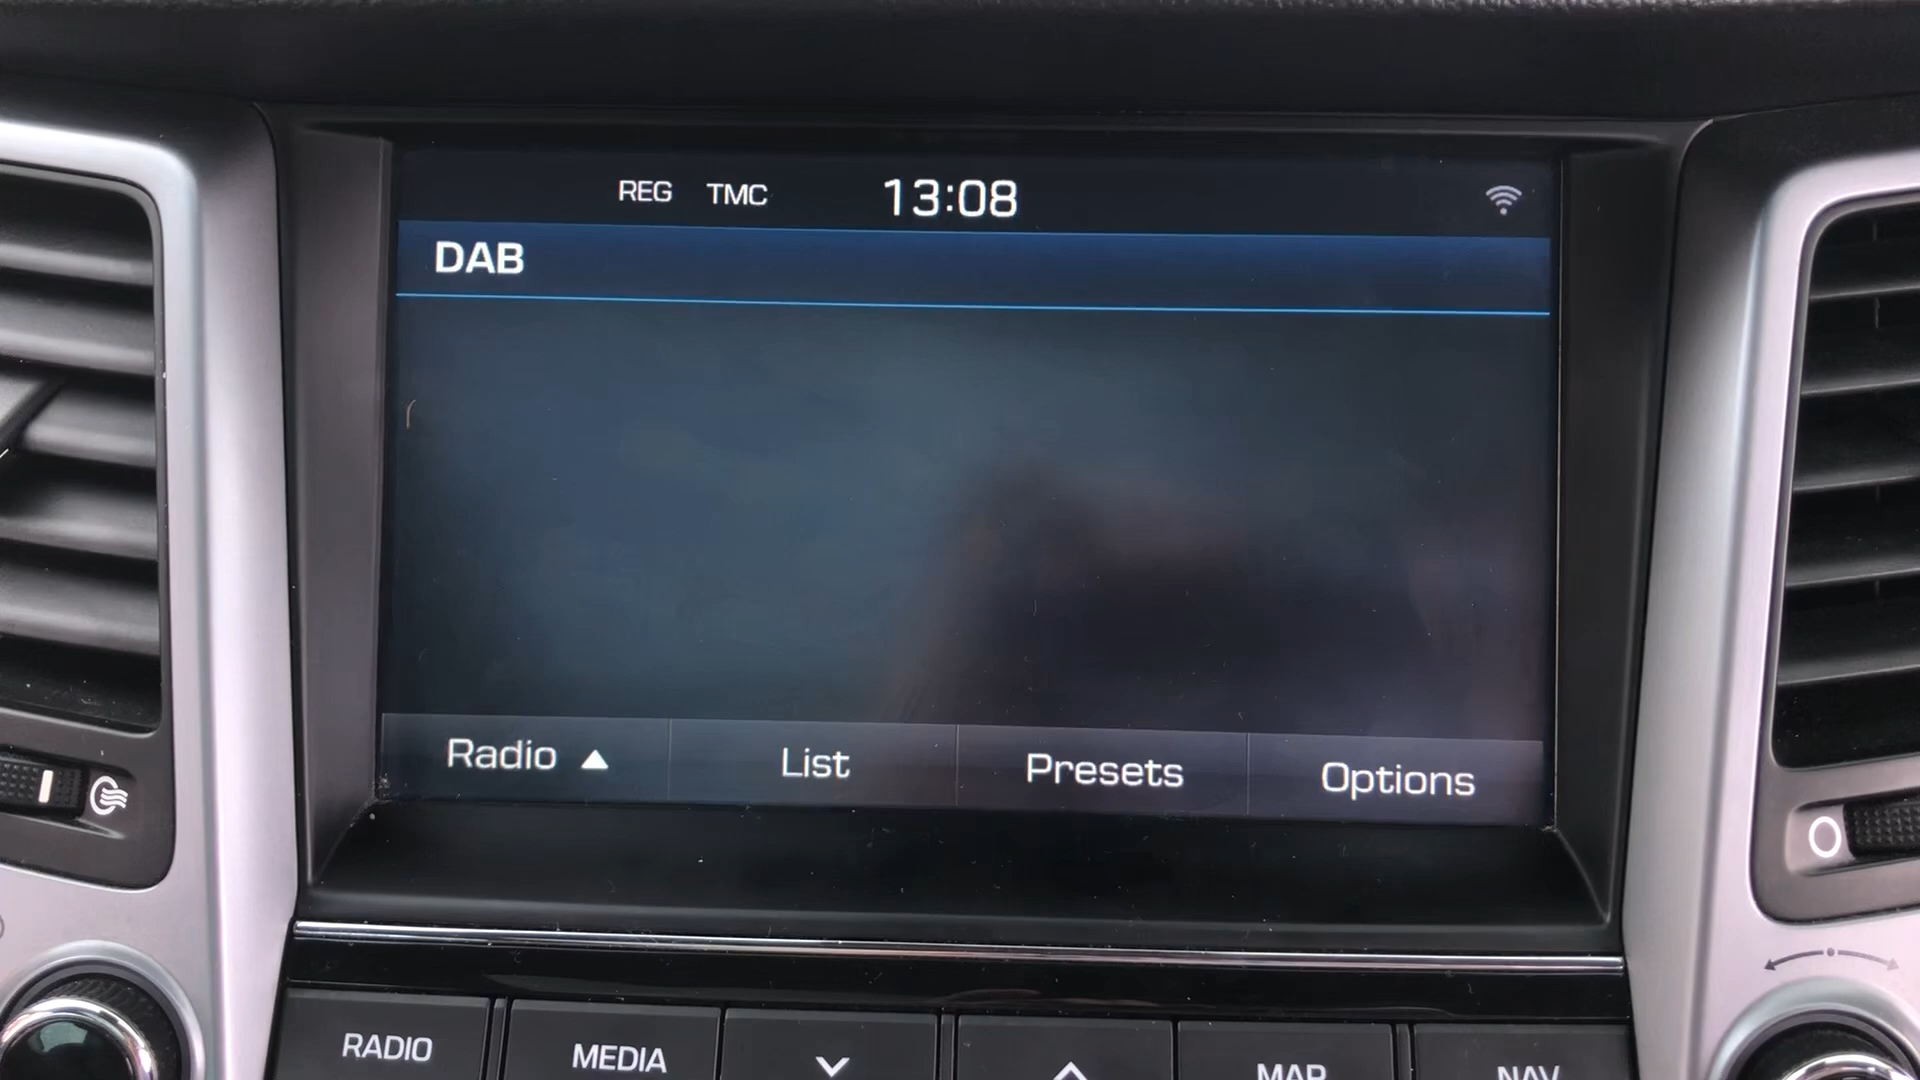 REG TMC 13:08
DAB
Radio ▲ List Presets Options
RADIO MEDIA MAP NAV